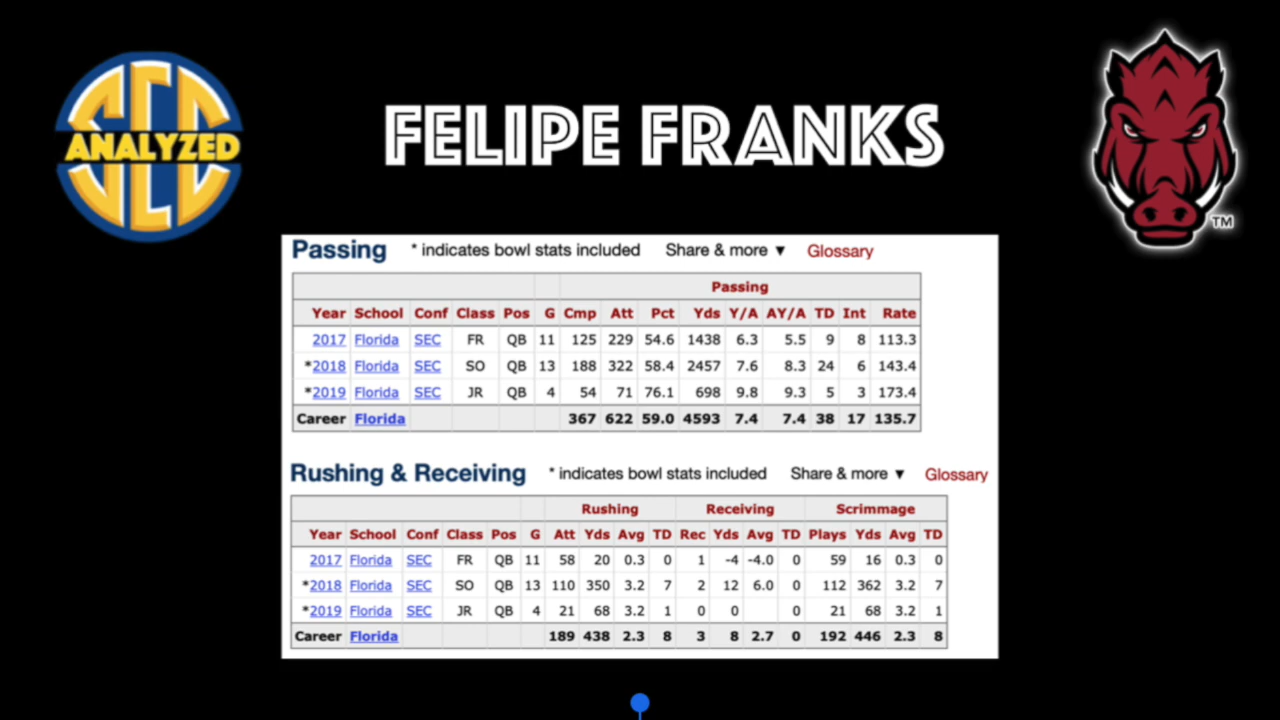 SEC
ANALYZED
FELIPE FRANKS
TM
Passing * indicates bowl stats included Share & more ▼ Glossary
Passing
Year School Conf Class Pos G Cmp Att Pct Yds Y/A AY/A TD Int Rate
2017 Florida SEC FR QB 11 125 229 54.6 1438 6.3 5.5 9 8 113.3
*2018 Florida SEC SO QB 13 188 322 58.4 2457 7.6 8.3 24 6 143.4
*2019 Florida SEC JR QB 4 54 71 76.1 698 9.8 9.3 5 3 173.4
Career Florida 367 622 59.0 4593 7.4 7.4 38 17 135.7
Rushing & Receiving * indicates bowl stats included Share & more ▼ Glossary
Rushing Receiving Scrimmage
Year School Conf Class Pos G Att Yds Avg TD Rec Yds Avg TD Plays Yds Avg TD
2017 Florida SEC FR QB 11 58 20 0.3 0 1 -4 -4.0 0 59 16 0.3 0
*2018 Florida SEC SO QB 13 110 350 3.2 7 2 12 6.0 0 112 362 3.2 7
*2019 Florida SEC JR QB 4 21 68 3.2 1 0 0 0 21 68 3.2 1
Career Florida 189 438 2.3 8 3 8 2.7 0 192 446 2.3 8